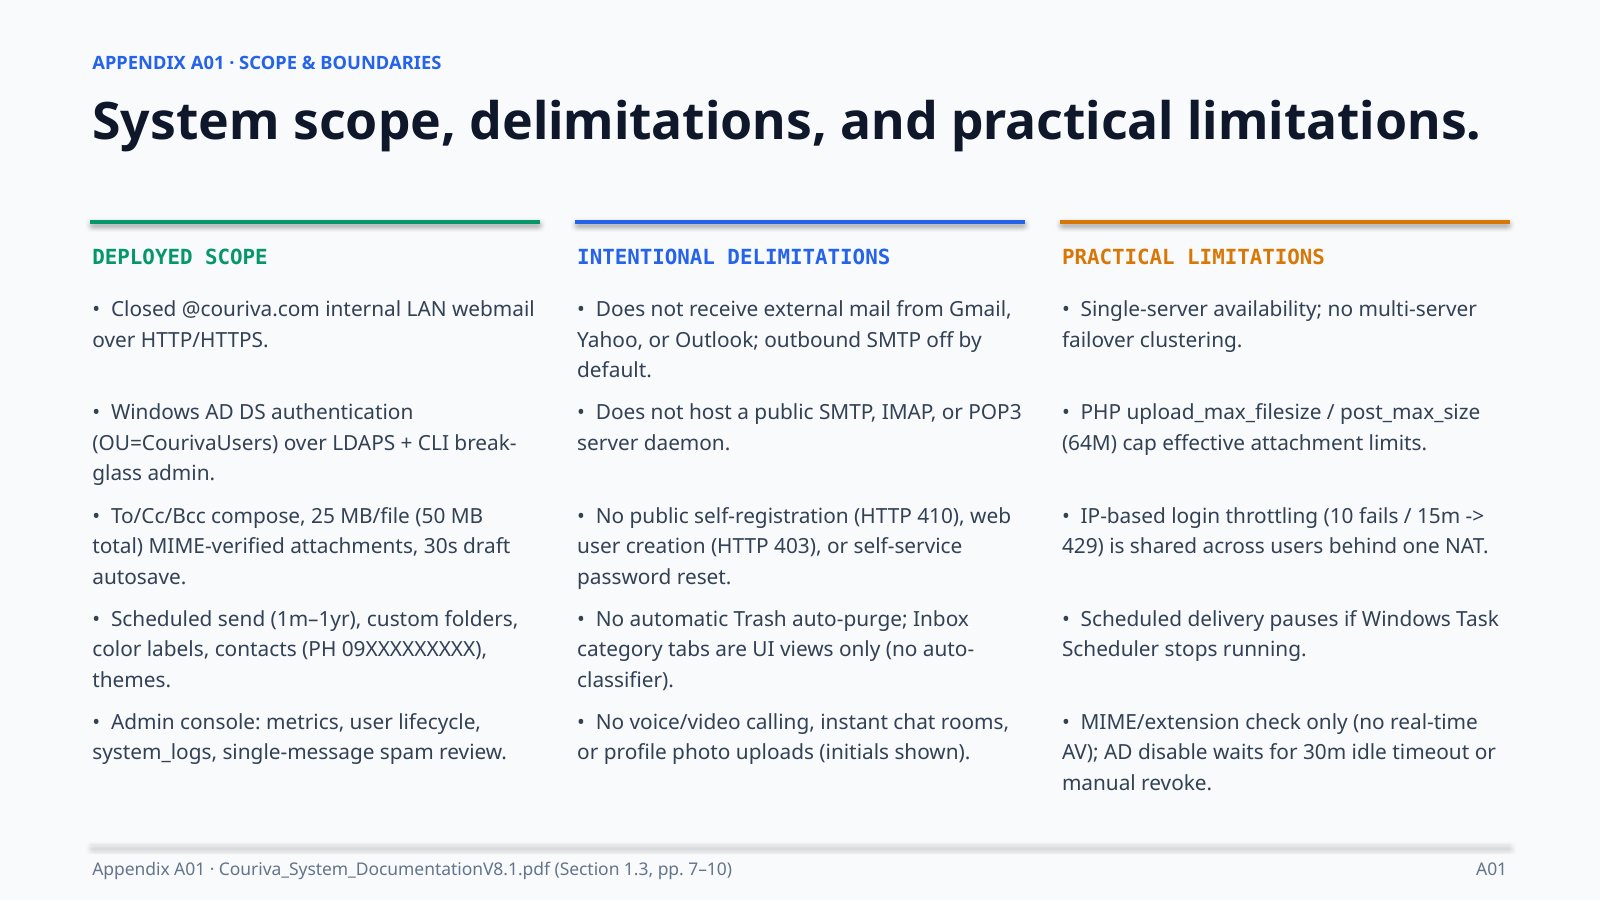 APPENDIX A01 · SCOPE & BOUNDARIES
System scope, delimitations, and practical limitations.
DEPLOYED SCOPE
• Closed @couriva.com internal LAN webmail
over HTTP/HTTPS.
• Windows AD DS authentication
(OU=CourivaUsers) over LDAPS + CLI break-
glass admin.
• To/Cc/Bcc compose, 25 MB/file (50 MB
total) MIME-verified attachments, 30s draft
autosave.
• Scheduled send (1m–1yr), custom folders,
color labels, contacts (PH 09XXXXXXXXX),
themes.
• Admin console: metrics, user lifecycle,
system_logs, single-message spam review.
INTENTIONAL DELIMITATIONS
• Does not receive external mail from Gmail,
Yahoo, or Outlook; outbound SMTP off by
default.
• Does not host a public SMTP, IMAP, or POP3
server daemon.
• No public self-registration (HTTP 410), web
user creation (HTTP 403), or self-service
password reset.
• No automatic Trash auto-purge; Inbox
category tabs are UI views only (no auto-
classifier).
• No voice/video calling, instant chat rooms,
or profile photo uploads (initials shown).
PRACTICAL LIMITATIONS
• Single-server availability; no multi-server
failover clustering.
• PHP upload_max_filesize / post_max_size
(64M) cap effective attachment limits.
• IP-based login throttling (10 fails / 15m ->
429) is shared across users behind one NAT.
• Scheduled delivery pauses if Windows Task
Scheduler stops running.
• MIME/extension check only (no real-time
AV); AD disable waits for 30m idle timeout or
manual revoke.
Appendix A01 · Couriva_System_DocumentationV8.1.pdf (Section 1.3, pp. 7–10)
A01